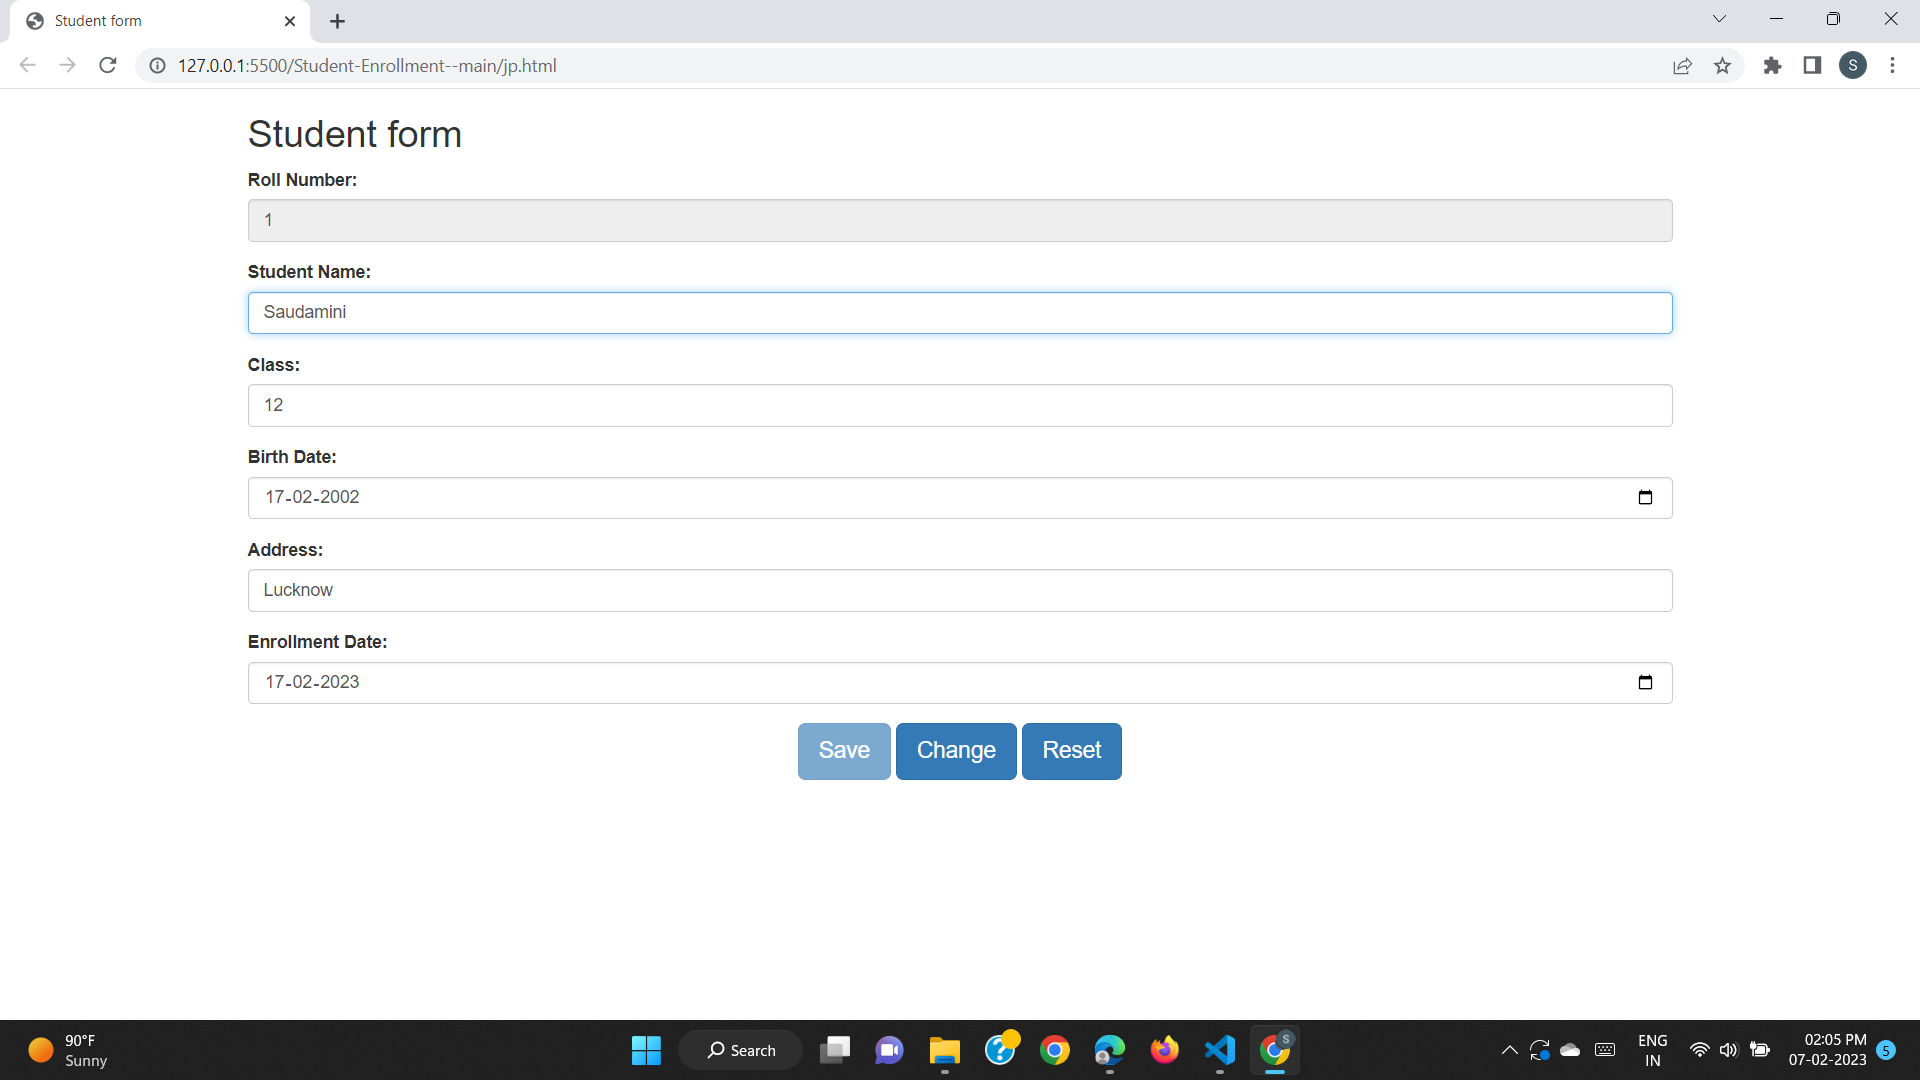 Student form
127.0.0.1:5500/Student-Enrollment--main/jp.html
S
Student form
Roll Number:
1
Student Name:
Saudamini
Class:
12
Birth Date:
17-02-2002
Address:
Lucknow
Enrollment Date:
17-02-2023
Save Change Reset
90°F
Sunny
Search
S
ENG
IN
02:05 PM
07-02-2023
5